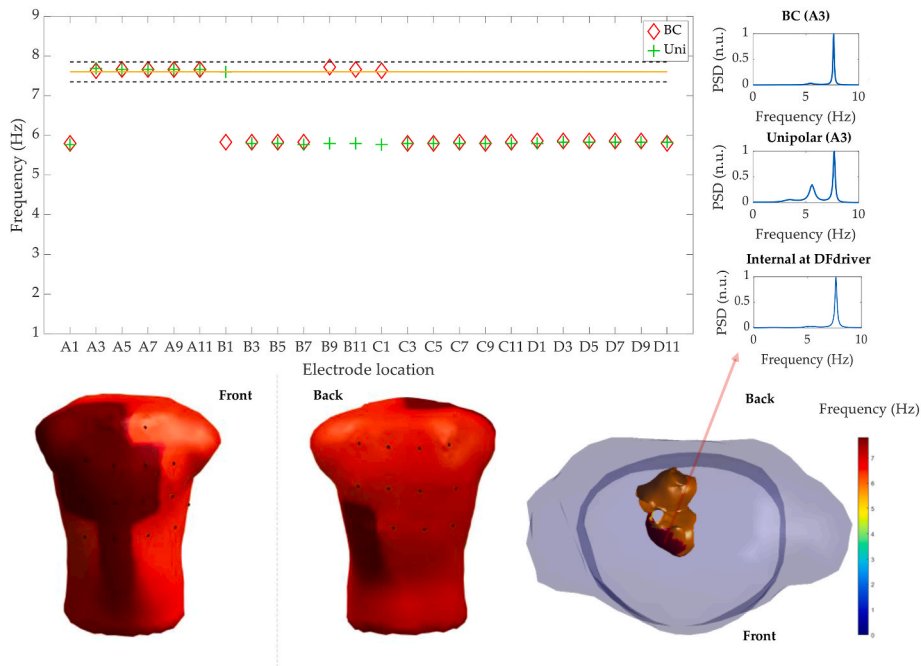 9
8
7
6
5
4
3
2
1
Frequency (Hz)
BC
Uni
A1 A3 A5 A7 A9 A11 B1 B3 B5 B7 B9 B11 C1 C3 C5 C7 C9 C11 D1 D3 D5 D7 D9 D11
Electrode location
BC (A3)
PSD (n.u.)
1
0.5
0
0 5 10
Frequency (Hz)
Unipolar (A3)
PSD (n.u.)
1
0.5
0
0 5 10
Frequency (Hz)
Internal at DFdriver
PSD (n.u.)
1
0.5
0
0 5 10
Frequency (Hz)
Front
Back
Back
Front
Frequency (Hz)
7
6
5
4
3
2
1
0